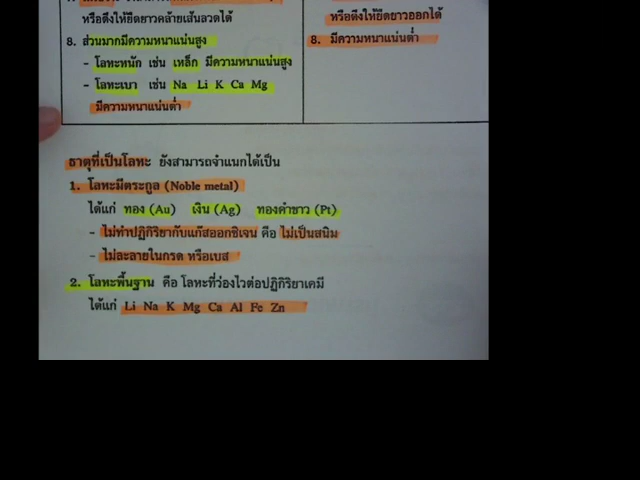 หรือดึงให้ยืดยาวคล้ายเส้นลวดได้
หรือดึงให้ยืดยาวออกได้
8. ส่วนมากมีความหนาแน่นสูง
- โลหะหนัก เช่น เหล็ก มีความหนาแน่นสูง
- โลหะเบา เช่น Na Li K Ca Mg
มีความหนาแน่นต่ำ
8. มีความหนาแน่นต่ำ
ธาตุที่เป็นโลหะ ยังสามารถจำแนกได้เป็น
1. โลหะมีตระกูล (Noble metal)
ได้แก่ ทอง (Au) เงิน (Ag) ทองคำขาว (Pt)
- ไม่ทำปฏิกิริยากับแก๊สออกซิเจน คือ ไม่เป็นสนิม
- ไม่ละลายในกรด หรือเบส
2. โลหะพื้นฐาน คือ โลหะที่ว่องไวต่อปฏิกิริยาเคมี
ได้แก่ Li Na K Mg Ca Al Fe Zn